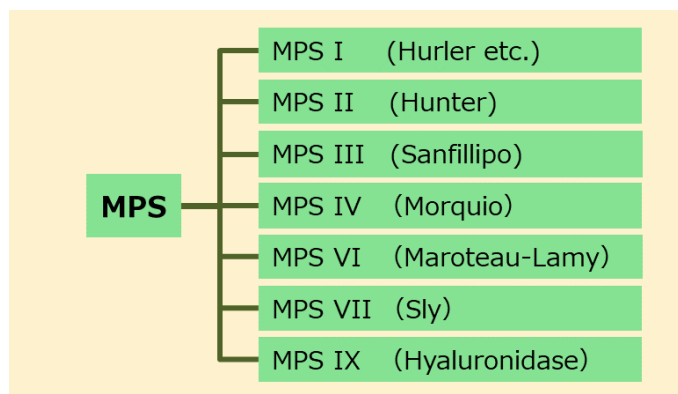 MPS I (Hurler etc.)
MPS II (Hunter)
MPS III (Sanfillipo)
MPS
MPS IV （Morquio）
MPS VI （Maroteau-Lamy）
MPS VII （Sly）
MPS IX （Hyaluronidase）